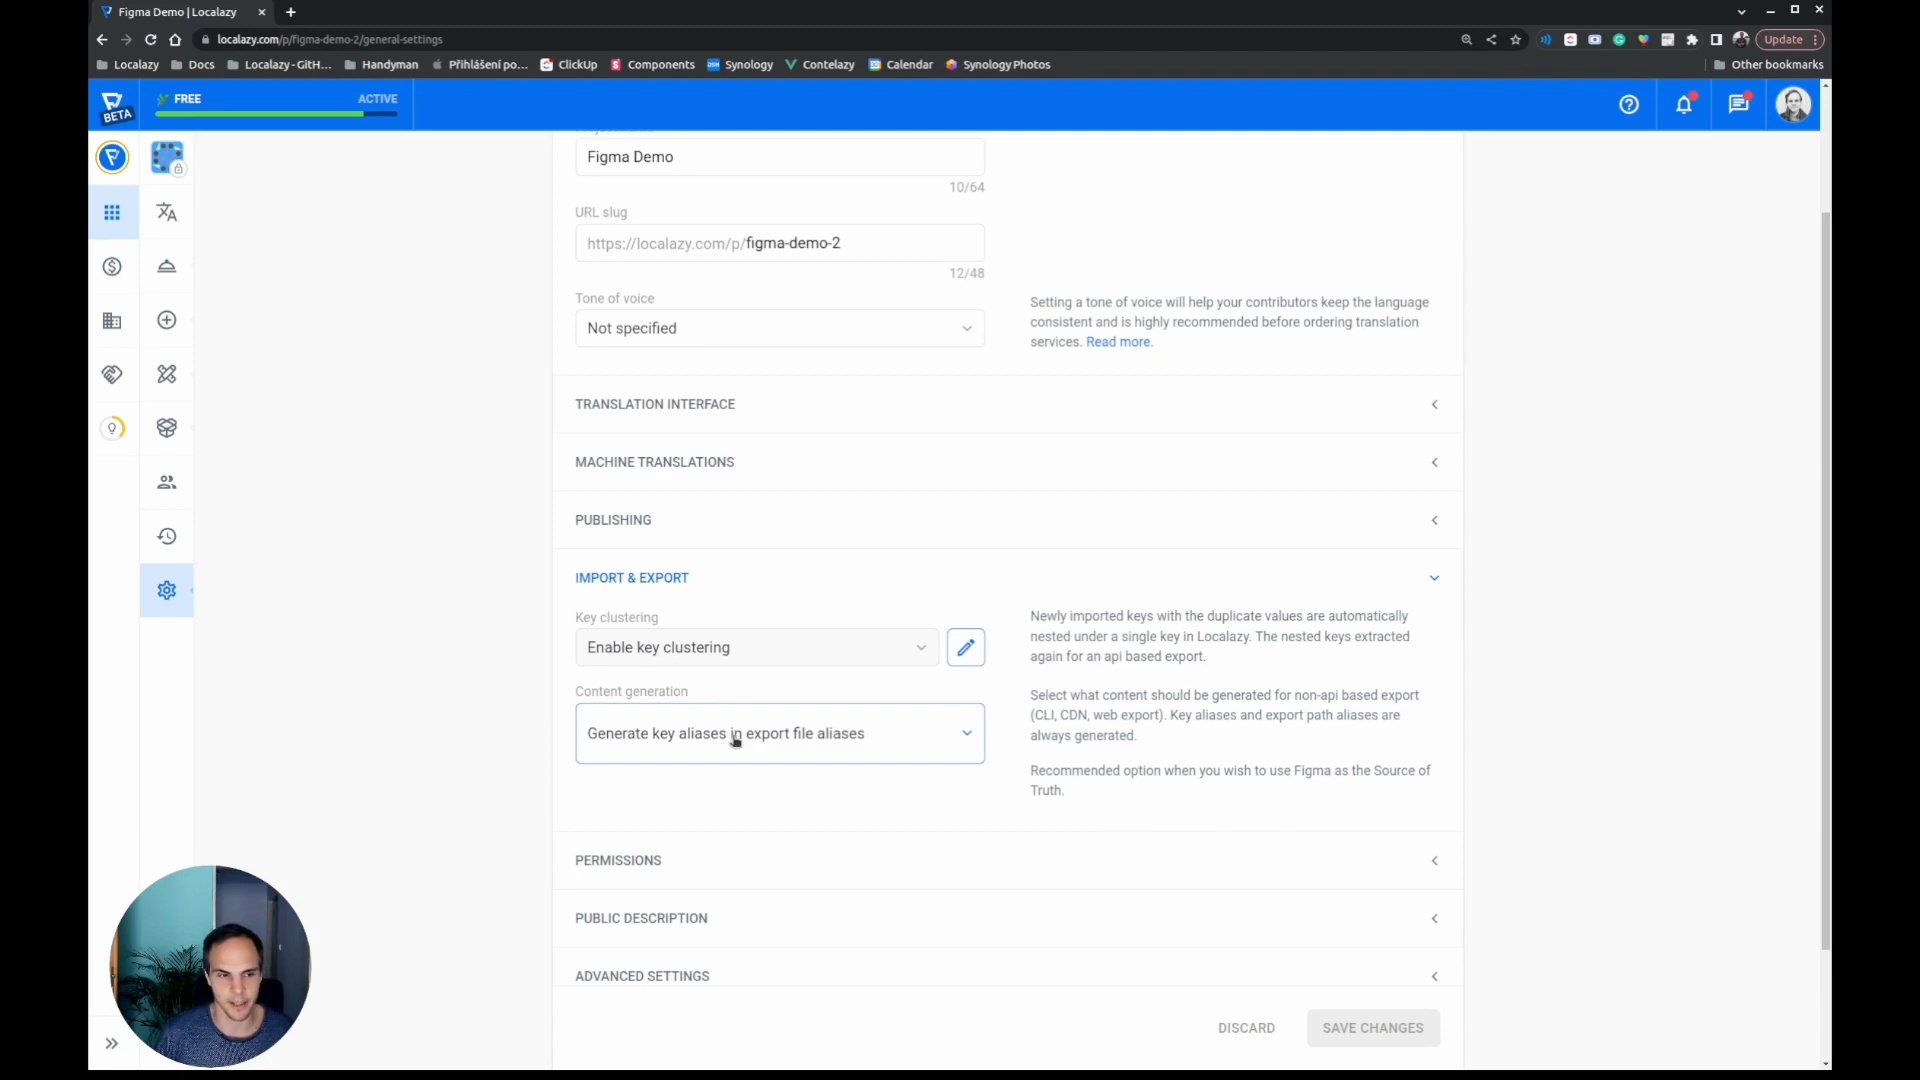 Figma Demo | Localazy
localazy.com/p/figma-demo-2/general-settings
Update
Localazy
Docs
Localazy - GitH...
Handyman
Přihlášení po...
ClickUp
Components
Synology
Contelazy
Calendar
Synology Photos
Other bookmarks
BETA
FREE
ACTIVE
Figma Demo
10/64
URL slug
https://localazy.com/p/figma-demo-2
12/48
Tone of voice
Not specified
Setting a tone of voice will help your contributors keep the language
consistent and is highly recommended before ordering translation
services. Read more.
TRANSLATION INTERFACE
MACHINE TRANSLATIONS
PUBLISHING
IMPORT & EXPORT
Key clustering
Enable key clustering
Newly imported keys with the duplicate values are automatically
nested under a single key in Localazy. The nested keys extracted
again for an api based export.
Content generation
Generate key aliases in export file aliases
Select what content should be generated for non-api based export
(CLI, CDN, web export). Key aliases and export path aliases are
always generated.
Recommended option when you wish to use Figma as the Source of
Truth.
PERMISSIONS
PUBLIC DESCRIPTION
ADVANCED SETTINGS
DISCARD
SAVE CHANGES